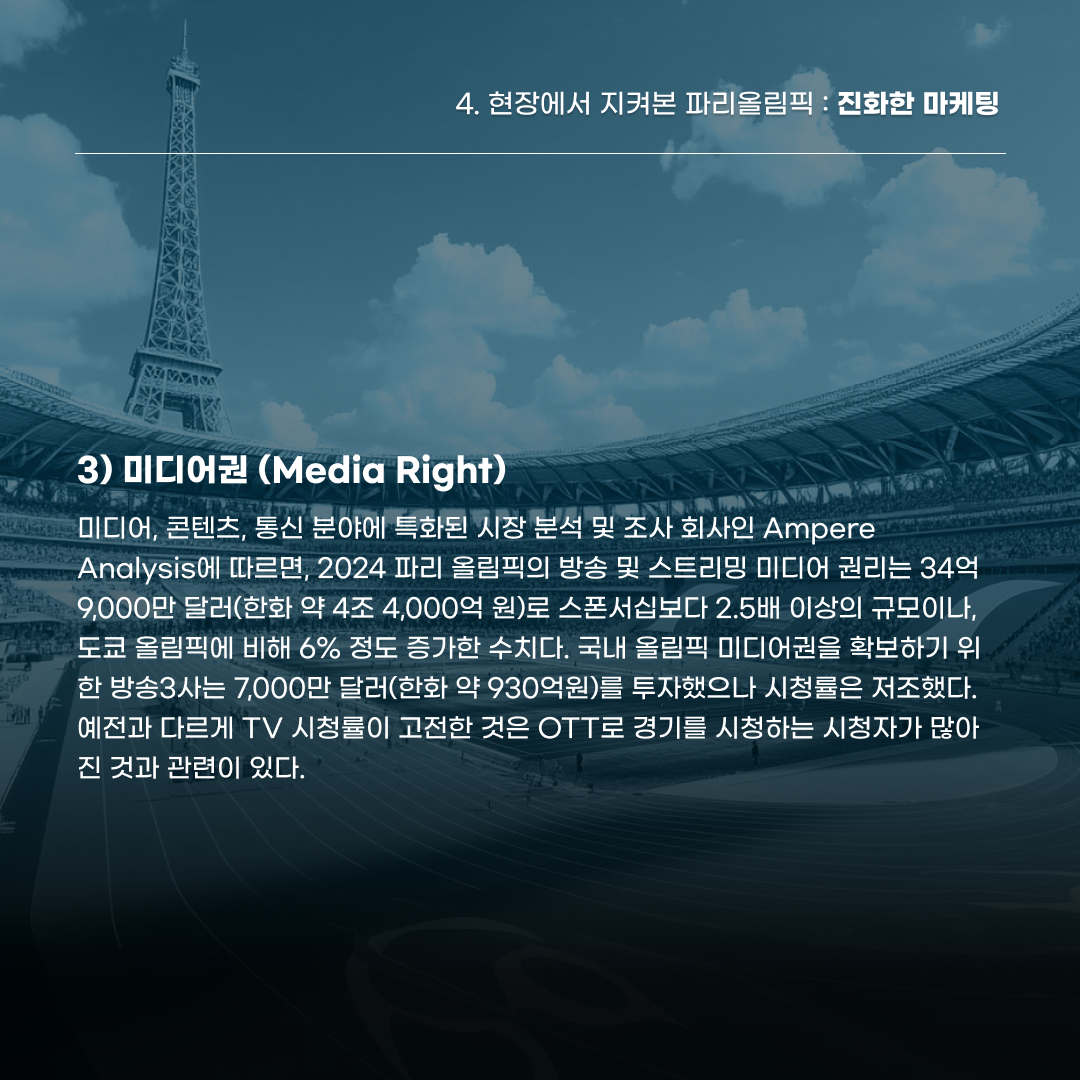 4. 현장에서 지켜본 파리올림픽 : 진화한 마케팅
3) 미디어권 (Media Right)
미디어, 콘텐츠, 통신 분야에 특화된 시장 분석 및 조사 회사인 Ampere
Analysis에 따르면, 2024 파리 올림픽의 방송 및 스트리밍 미디어 권리는 34억
9,000만 달러(한화 약 4조 4,000억 원)로 스폰서십보다 2.5배 이상의 규모이나,
도쿄 올림픽에 비해 6% 정도 증가한 수치다. 국내 올림픽 미디어권을 확보하기 위
한 방송3사는 7,000만 달러(한화 약 930억원)를 투자했으나 시청률은 저조했다.
예전과 다르게 TV 시청률이 고전한 것은 OTT로 경기를 시청하는 시청자가 많아
진 것과 관련이 있다.